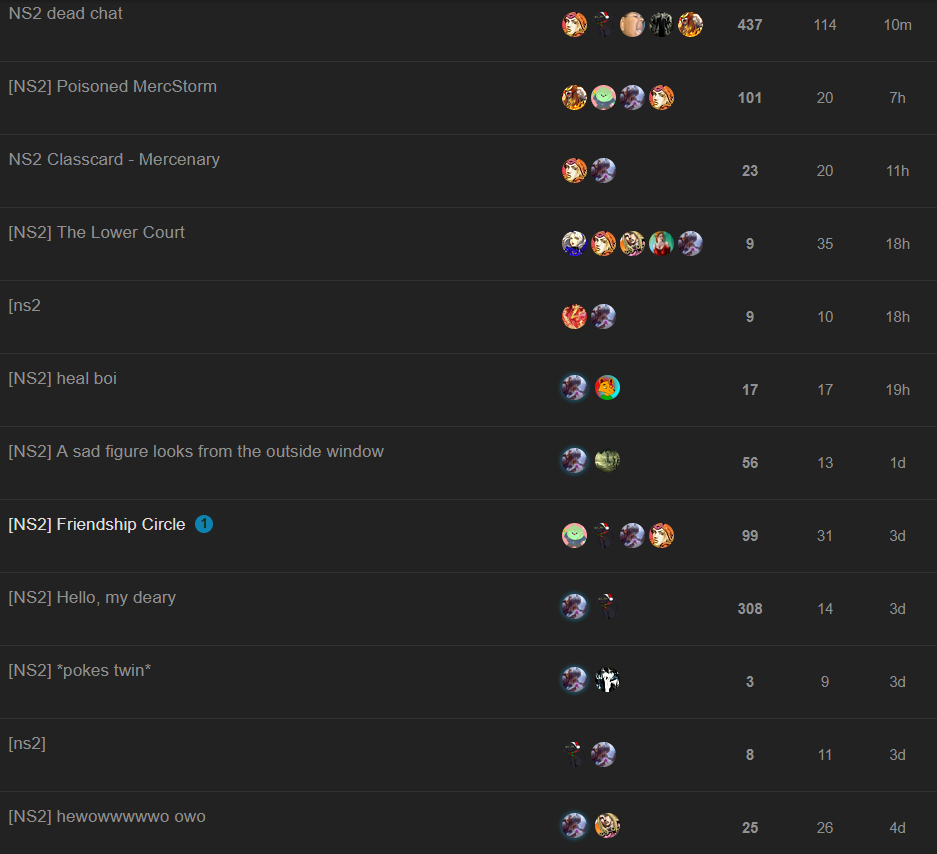 NS2 dead chat 437 114 10m
[NS2] Poisoned MercStorm 101 20 7h
NS2 Classcard - Mercenary 23 20 11h
[NS2] The Lower Court 9 35 18h
[ns2 9 10 18h
[NS2] heal boi 17 17 19h
[NS2] A sad figure looks from the outside window 56 13 1d
[NS2] Friendship Circle 1 99 31 3d
[NS2] Hello, my deary 308 14 3d
[NS2] *pokes twin* 3 9 3d
[ns2] 8 11 3d
[NS2] hewowwwwwo owo 25 26 4d